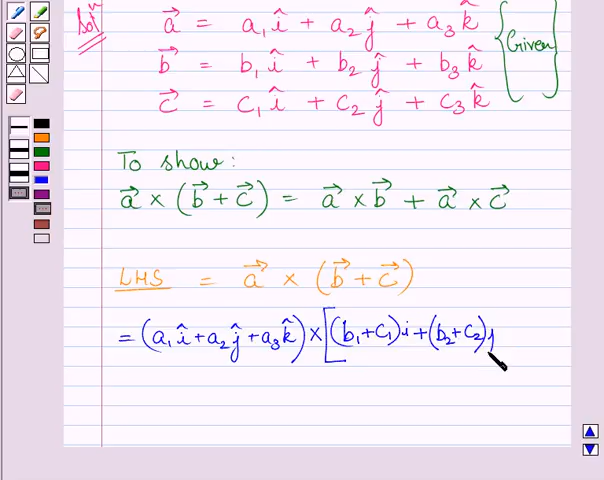 Solⁿ
a⃗ = a₁î + a₂ĵ + a₃k̂
b⃗ = b₁î + b₂ĵ + b₃k̂
c⃗ = c₁î + c₂ĵ + c₃k̂
Given
To show:
a⃗ × (b⃗ + c⃗) = a⃗ × b⃗ + a⃗ × c⃗
LHS = a⃗ × (b⃗ + c⃗)
= (a₁î + a₂ĵ + a₃k̂) × [(b₁+c₁)i + (b₂+c₂)j